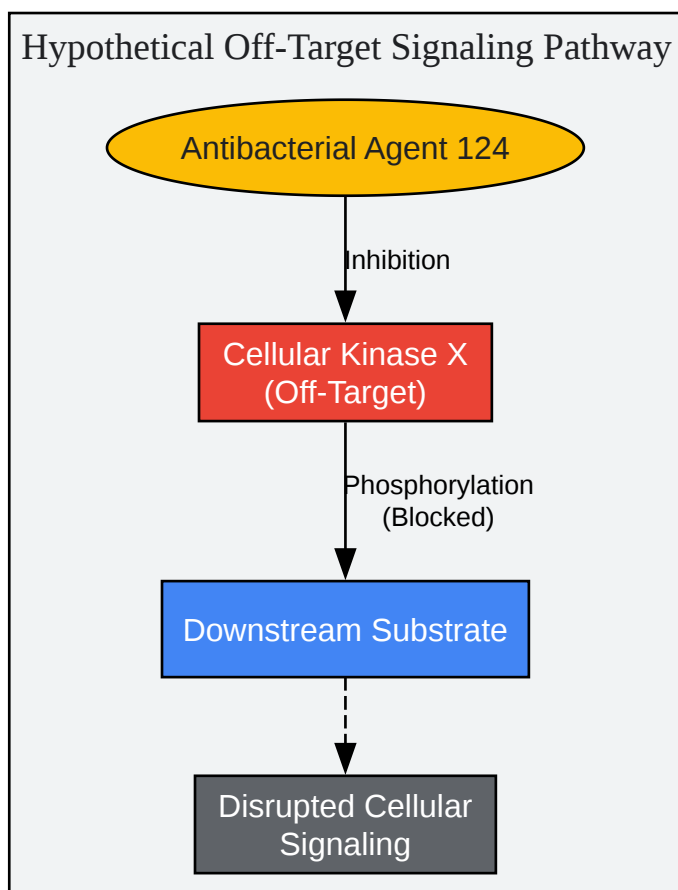 Hypothetical Off-Target Signaling Pathway
Antibacterial Agent 124
Inhibition
Cellular Kinase X
(Off-Target)
Phosphorylation
(Blocked)
Downstream Substrate
Disrupted Cellular
Signaling